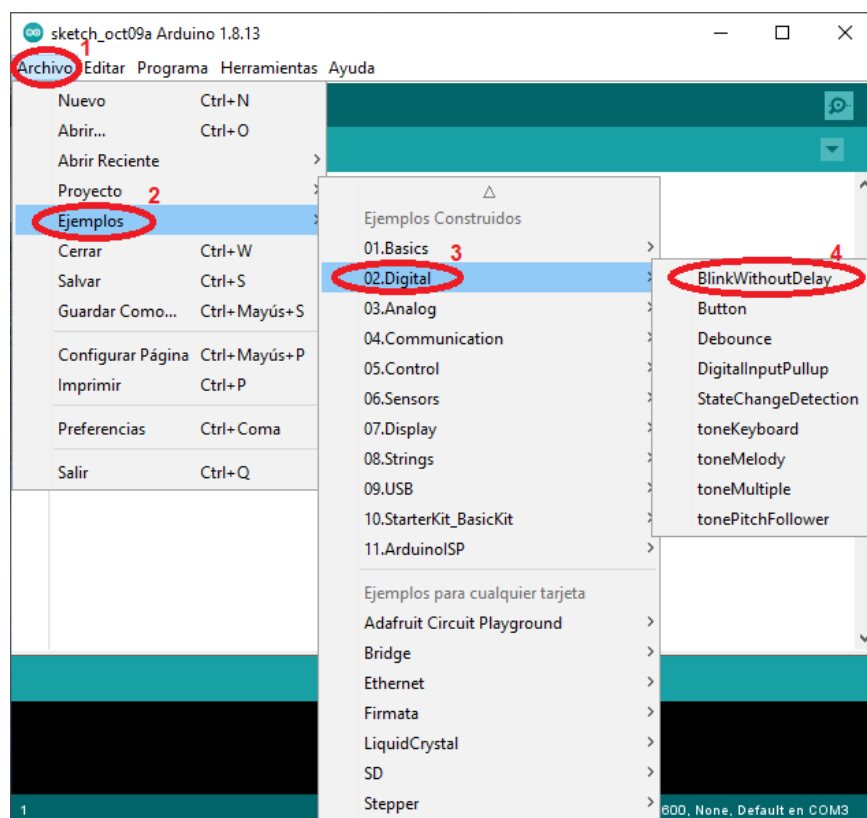 sketch_oct09a Arduino 1.8.13
1
Archivo Editar Programa Herramientas Ayuda
Nuevo Ctrl+N
Abrir... Ctrl+O
Abrir Reciente
Proyecto
2
Ejemplos
Cerrar Ctrl+W
Salvar Ctrl+S
Guardar Como... Ctrl+Mayús+S
Configurar Página Ctrl+Mayús+P
Imprimir Ctrl+P
Preferencias Ctrl+Coma
Salir Ctrl+Q
Ejemplos Construidos
01.Basics
3
02.Digital
03.Analog
04.Communication
05.Control
06.Sensors
07.Display
08.Strings
09.USB
10.StarterKit_BasicKit
11.ArduinoISP
Ejemplos para cualquier tarjeta
Adafruit Circuit Playground
Bridge
Ethernet
Firmata
LiquidCrystal
SD
Stepper
4
BlinkWithoutDelay
Button
Debounce
DigitalInputPullup
StateChangeDetection
toneKeyboard
toneMelody
toneMultiple
tonePitchFollower
1
600, None, Default en COM3